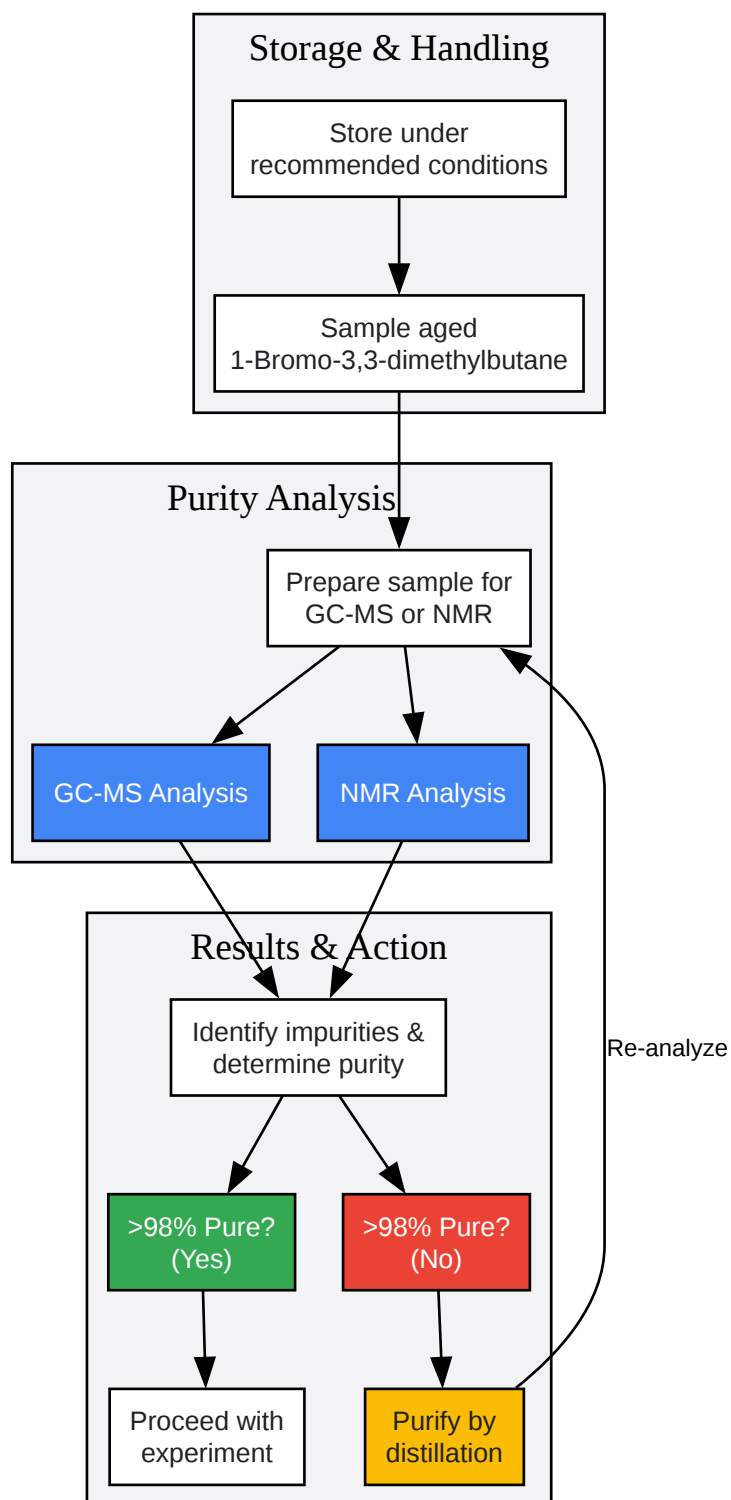 Storage & Handling
Store under
recommended conditions
Sample aged
1-Bromo-3,3-dimethylbutane
Purity Analysis
Prepare sample for
GC-MS or NMR
GC-MS Analysis
NMR Analysis
Results & Action
Identify impurities &
determine purity
Re-analyze
>98% Pure?
(Yes)
>98% Pure?
(No)
Proceed with
experiment
Purify by
distillation